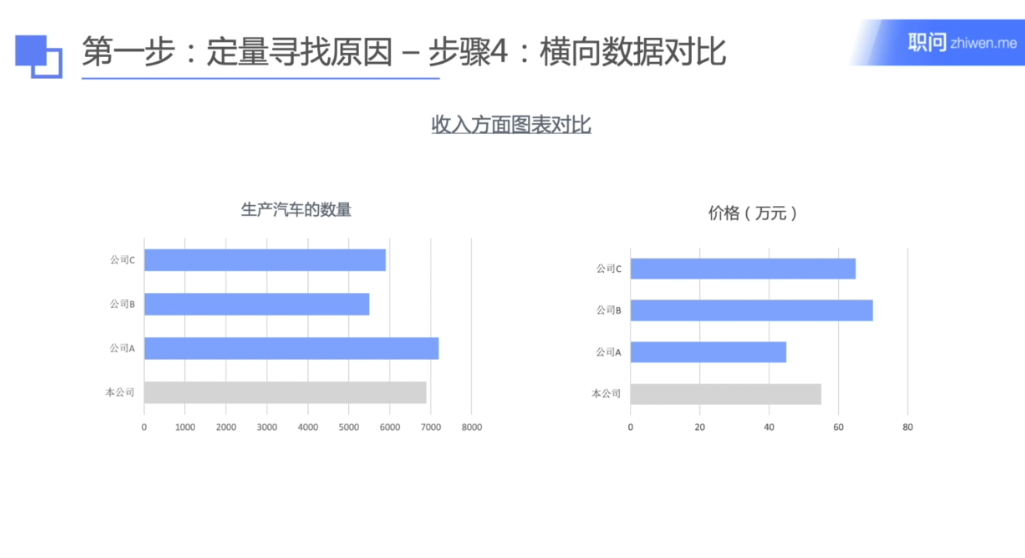 第一步：定量寻找原因 – 步骤4：横向数据对比
职问 zhiwen.me
收入方面图表对比
生产汽车的数量
公司C
公司B
公司A
本公司
0 1000 2000 3000 4000 5000 6000 7000 8000
价格（万元）
公司C
公司B
公司A
本公司
0 20 40 60 80